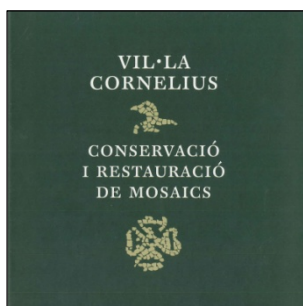 VIL·LA
CORNELIUS
CONSERVACIÓ
I RESTAURACIÓ
DE MOSAICS